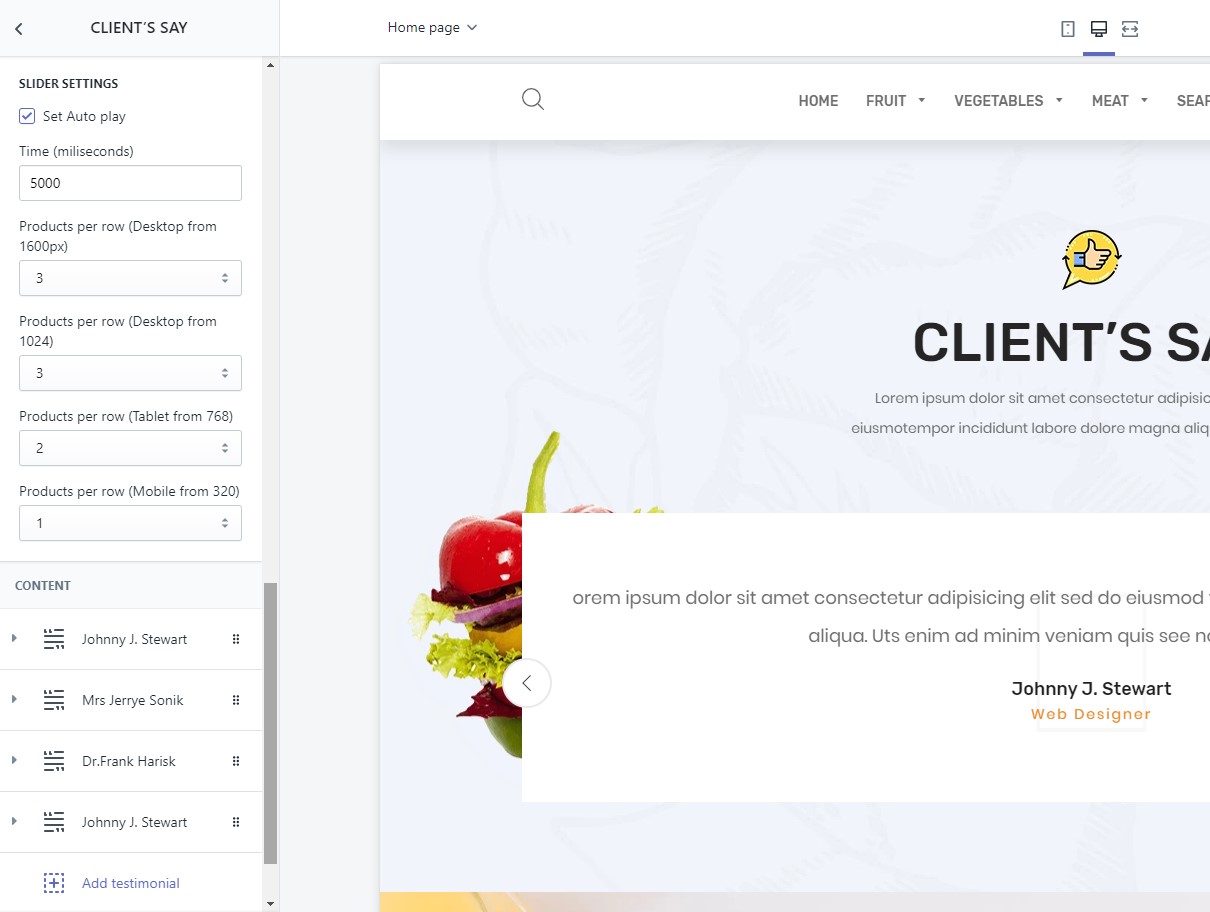 CLIENT’S SAY
Home page
SLIDER SETTINGS
Set Auto play
Time (miliseconds)
5000
Products per row (Desktop from
1600px)
3
Products per row (Desktop from
1024)
3
Products per row (Tablet from 768)
2
Products per row (Mobile from 320)
1
CONTENT
Johnny J. Stewart
Mrs Jerrye Sonik
Dr.Frank Harisk
Johnny J. Stewart
Add testimonial
HOME FRUIT VEGETABLES MEAT SEAF
CLIENT’S SA
Lorem ipsum dolor sit amet consectetur adipisic
eiusmotempor incididunt labore dolore magna aliq
orem ipsum dolor sit amet consectetur adipisicing elit sed do eiusmod
aliqua. Uts enim ad minim veniam quis see no
Johnny J. Stewart
Web Designer